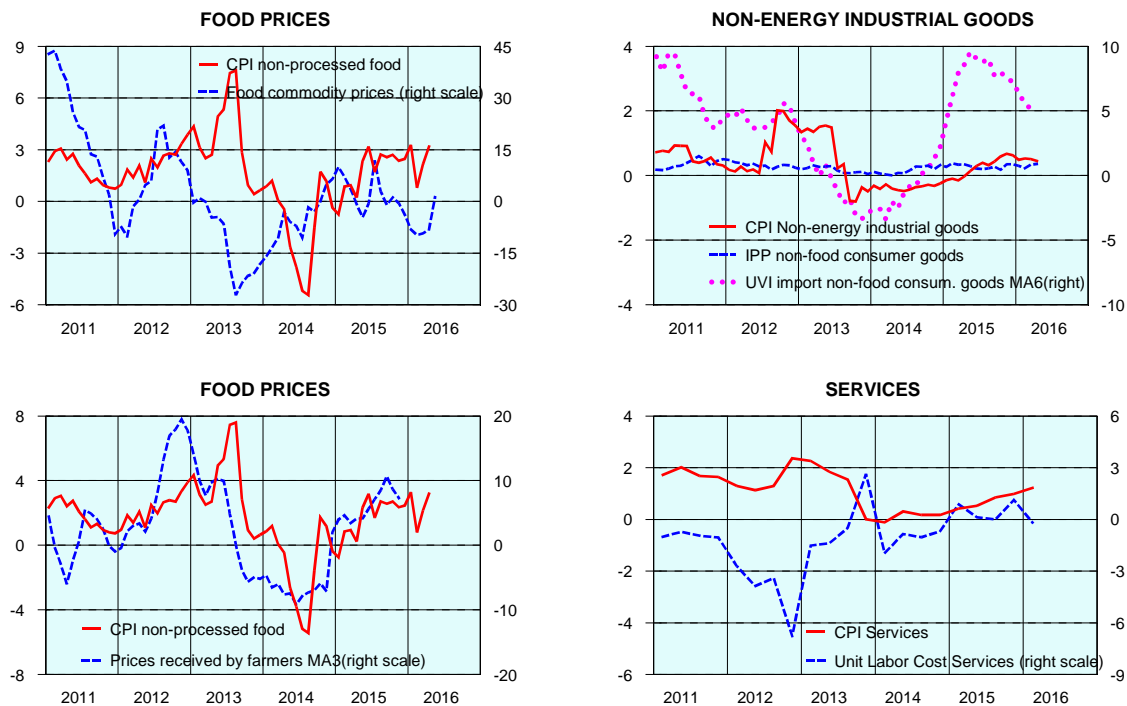 FOOD PRICES
9
6
3
0
-3
-6
45
30
15
0
-15
-30
CPI non-processed food
Food commodity prices (right scale)
2011 2012 2013 2014 2015 2016
NON-ENERGY INDUSTRIAL GOODS
4
2
0
-2
-4
10
5
0
-5
-10
CPI Non-energy industrial goods
IPP non-food consumer goods
UVI import non-food consum. goods MA6(right)
2011 2012 2013 2014 2015 2016
FOOD PRICES
8
4
0
-4
-8
20
10
0
-10
-20
CPI non-processed food
Prices received by farmers MA3(right scale)
2011 2012 2013 2014 2015 2016
SERVICES
4
2
0
-2
-4
-6
6
3
0
-3
-6
-9
CPI Services
Unit Labor Cost Services (right scale)
2011 2012 2013 2014 2015 2016